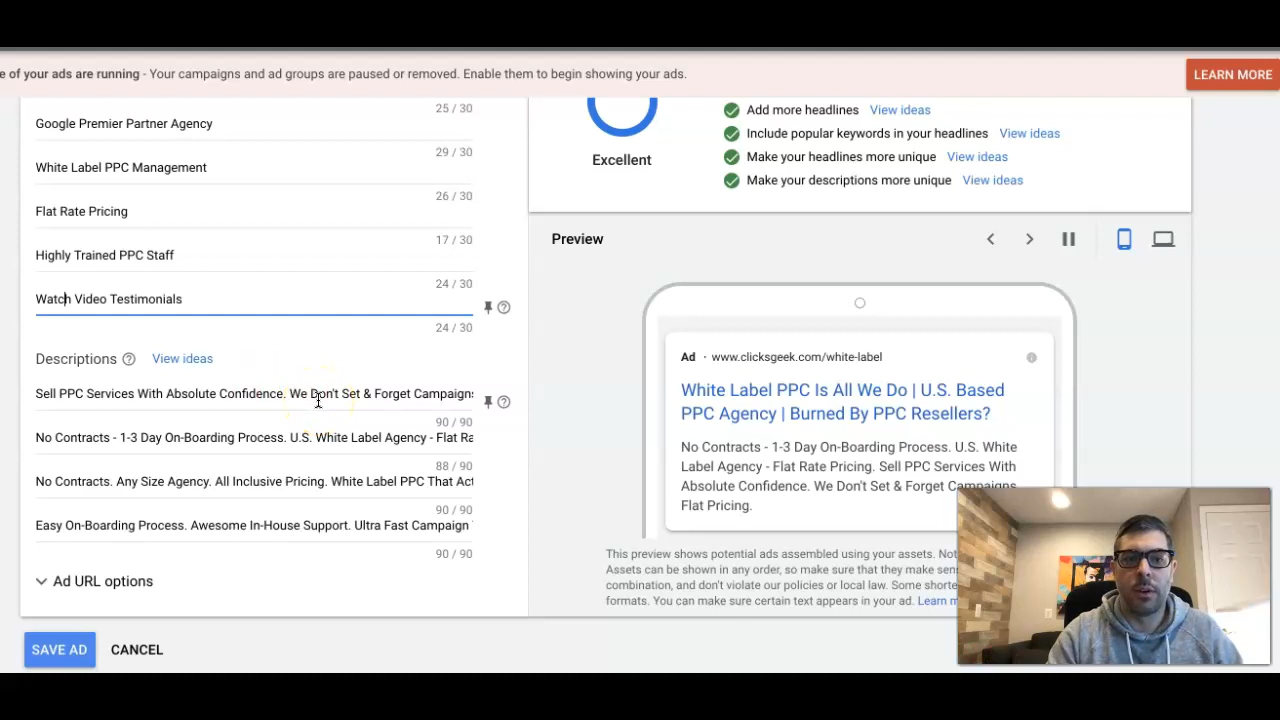 e of your ads are running - Your campaigns and ad groups are paused or removed. Enable them to begin showing your ads.
LEARN MORE
25 / 30
Google Premier Partner Agency
29 / 30
White Label PPC Management
26 / 30
Flat Rate Pricing
17 / 30
Highly Trained PPC Staff
24 / 30
Watch Video Testimonials
24 / 30
Descriptions
View ideas
Sell PPC Services With Absolute Confidence. We Don't Set & Forget Campaigns
90 / 90
No Contracts - 1-3 Day On-Boarding Process. U.S. White Label Agency - Flat Ra
88 / 90
No Contracts. Any Size Agency. All Inclusive Pricing. White Label PPC That Act
90 / 90
Easy On-Boarding Process. Awesome In-House Support. Ultra Fast Campaign
90 / 90
Ad URL options
SAVE AD
CANCEL
Excellent
Add more headlines View ideas
Include popular keywords in your headlines View ideas
Make your headlines more unique View ideas
Make your descriptions more unique View ideas
Preview
Ad · www.clicksgeek.com/white-label
White Label PPC Is All We Do | U.S. Based
PPC Agency | Burned By PPC Resellers?
No Contracts - 1-3 Day On-Boarding Process. U.S. White
Label Agency - Flat Rate Pricing. Sell PPC Services With
Absolute Confidence. We Don't Set & Forget Campaigns
Flat Pricing.
This preview shows potential ads assembled using your assets. Not
Assets can be shown in any order, so make sure that they make sen
combination, and don't violate our policies or local law. Some shorte
formats. You can make sure certain text appears in your ad. Learn m